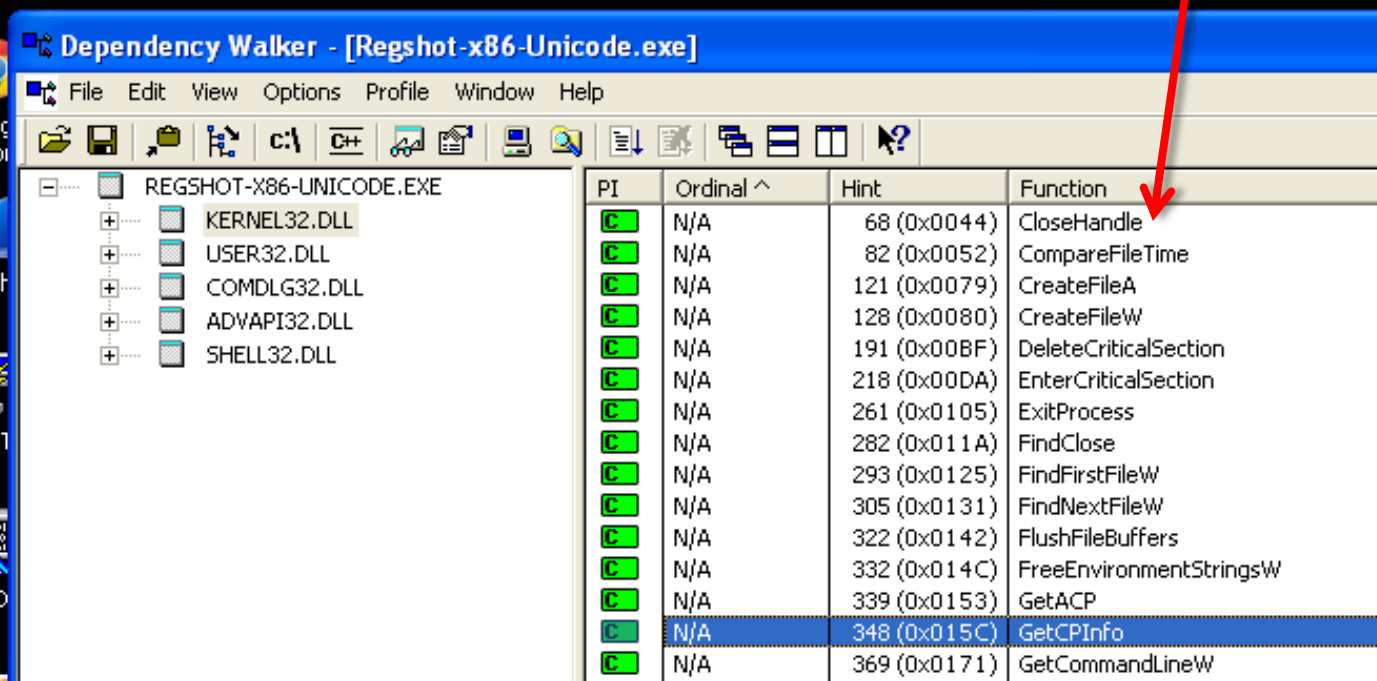 Dependency Walker - [Regshot-x86-Unicode.exe]
File Edit View Options Profile Window Help
c:\ C++
REGSHOT-X86-UNICODE.EXE
KERNEL32.DLL
USER32.DLL
COMDLG32.DLL
ADVAPI32.DLL
SHELL32.DLL
PI Ordinal ^ Hint Function
C N/A 68 (0x0044) CloseHandle
C N/A 82 (0x0052) CompareFileTime
C N/A 121 (0x0079) CreateFileA
C N/A 128 (0x0080) CreateFileW
C N/A 191 (0x00BF) DeleteCriticalSection
C N/A 218 (0x00DA) EnterCriticalSection
C N/A 261 (0x0105) ExitProcess
C N/A 282 (0x011A) FindClose
C N/A 293 (0x0125) FindFirstFileW
C N/A 305 (0x0131) FindNextFileW
C N/A 322 (0x0142) FlushFileBuffers
C N/A 332 (0x014C) FreeEnvironmentStringsW
C N/A 339 (0x0153) GetACP
C N/A 348 (0x015C) GetCPInfo
C N/A 369 (0x0171) GetCommandLineW